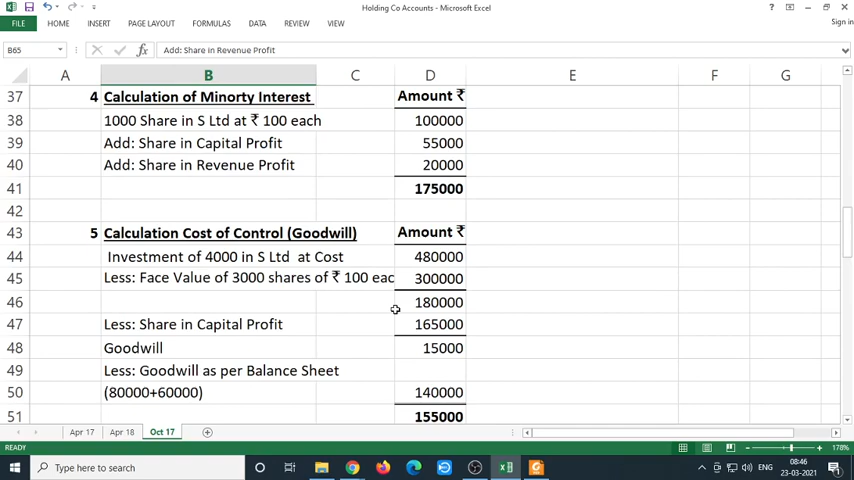 Holding Co Accounts - Microsoft Excel
FILE HOME INSERT PAGE LAYOUT FORMULAS DATA REVIEW VIEW Sign in
B65 fx Add: Share in Revenue Profit
A B C D E F G
37 4 Calculation of Minorty Interest Amount ₹
38 1000 Share in S Ltd at ₹ 100 each 100000
39 Add: Share in Capital Profit 55000
40 Add: Share in Revenue Profit 20000
41 175000
42
43 5 Calculation Cost of Control (Goodwill) Amount ₹
44 Investment of 4000 in S Ltd at Cost 480000
45 Less: Face Value of 3000 shares of ₹ 100 eac 300000
46 180000
47 Less: Share in Capital Profit 165000
48 Goodwill 15000
49 Less: Goodwill as per Balance Sheet
50 (80000+60000) 140000
51 155000
Apr 17 Apr 18 Oct 17
READY 178%
Type here to search ENG 08:46
23-03-2021